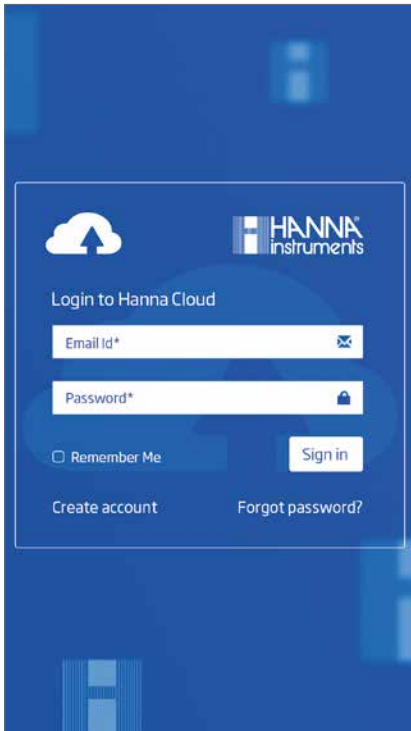 HANNA®
instruments
Login to Hanna Cloud
Email Id*
Password*
Remember Me
Sign in
Create account
Forgot password?